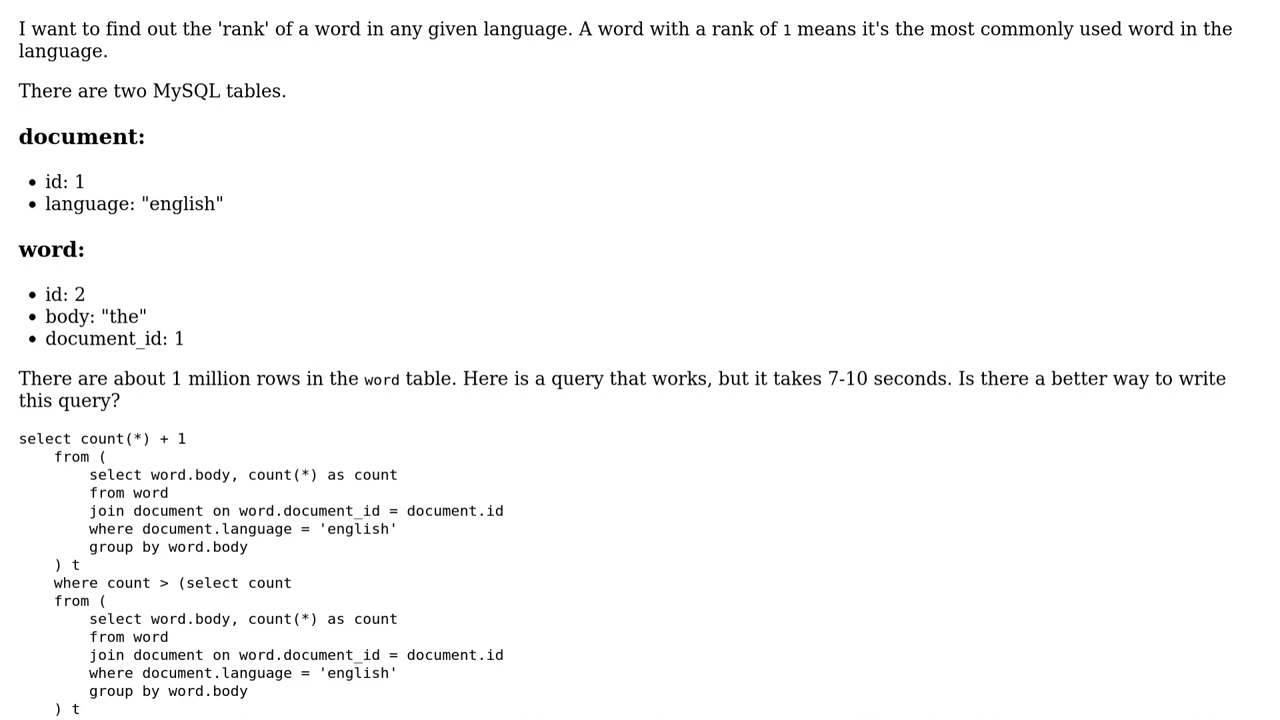 I want to find out the 'rank' of a word in any given language. A word with a rank of 1 means it's the most commonly used word in the
language.
There are two MySQL tables.
document:
• id: 1
• language: "english"
word:
• id: 2
• body: "the"
• document_id: 1
There are about 1 million rows in the word table. Here is a query that works, but it takes 7-10 seconds. Is there a better way to write
this query?
select count(*) + 1
    from (
        select word.body, count(*) as count
        from word
        join document on word.document_id = document.id
        where document.language = 'english'
        group by word.body
    ) t
    where count > (select count
    from (
        select word.body, count(*) as count
        from word
        join document on word.document_id = document.id
        where document.language = 'english'
        group by word.body
    ) t